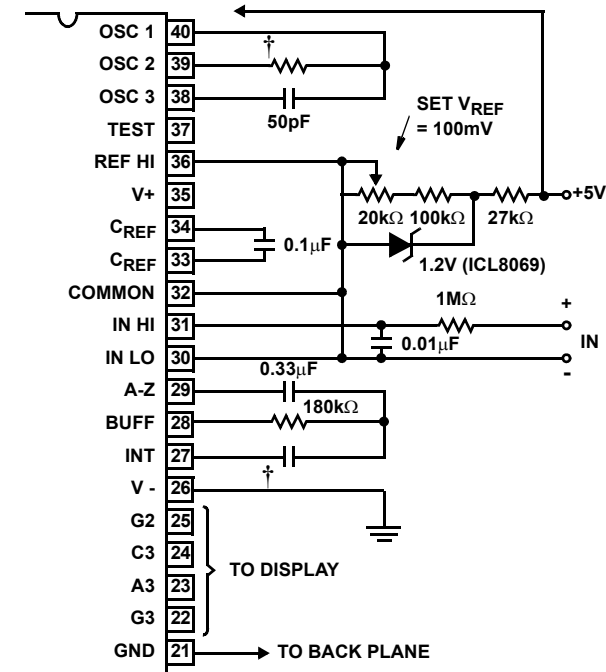 OSC 1 40
OSC 2 39
†
OSC 3 38
50pF
TEST 37
SET VREF
= 100mV
REF HI 36
V+ 35
+5V
20kΩ 100kΩ 27kΩ
CREF 34
0.1µF
CREF 33
1.2V (ICL8069)
COMMON 32
1MΩ
+
IN HI 31
0.01µF
IN
IN LO 30
-
0.33µF
A-Z 29
180kΩ
BUFF 28
INT 27
†
V - 26
G2 25
C3 24
TO DISPLAY
A3 23
G3 22
GND 21
TO BACK PLANE